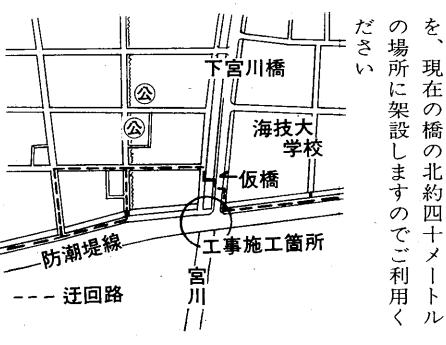 を、現在の橋の北約四十メートル
の場所に架設しますのでご利用く
ださい
下宮川橋
公
公
海技大
学校
仮橋
工事施工箇所
防潮堤線
宮川
迂回路